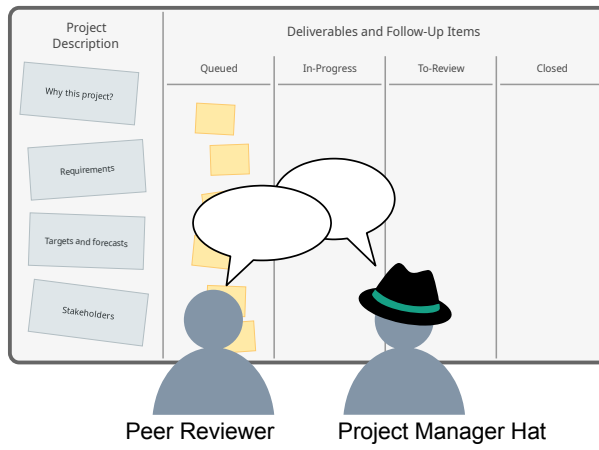 Project
Description
Deliverables and Follow-Up Items
Queued
In-Progress
To-Review
Closed
Why this project?
Requirements
Targets and forecasts
Stakeholders
Peer Reviewer
Project Manager Hat